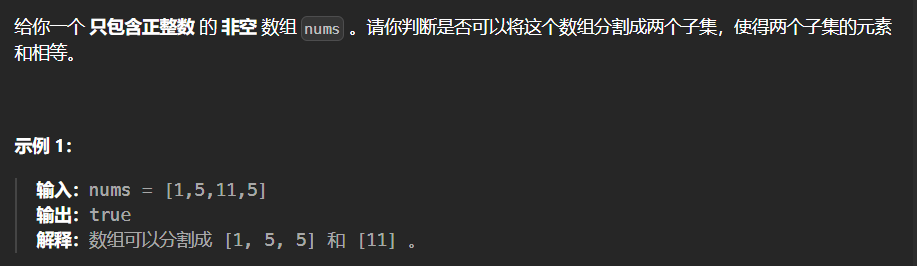 给你一个 只包含正整数 的 非空 数组 nums 。请你判断是否可以将这个数组分割成两个子集，使得两个子集的元素
和相等。
示例 1：
输入：nums = [1,5,11,5]
输出：true
解释：数组可以分割成 [1, 5, 5] 和 [11] 。